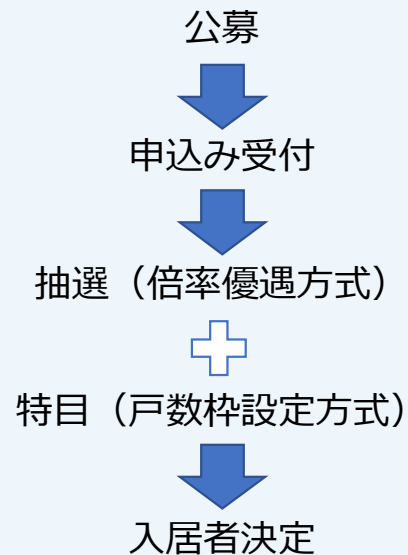 公募
申込み受付
抽選（倍率優遇方式）
特目（戸数枠設定方式）
入居者決定